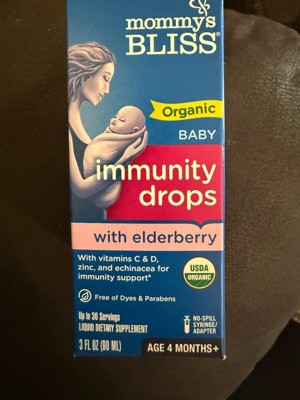 mommy's
BLISS®
Organic
BABY
immunity
drops
with elderberry
With vitamins C & D,
zinc, and echinacea for
immunity support*
USDA
ORGANIC
Free of Dyes & Parabens
Up to 36 Servings
LIQUID DIETARY SUPPLEMENT
3 FL OZ (90 ML)
NO-SPILL
SYRINGE/
ADAPTER
AGE 4 MONTHS+